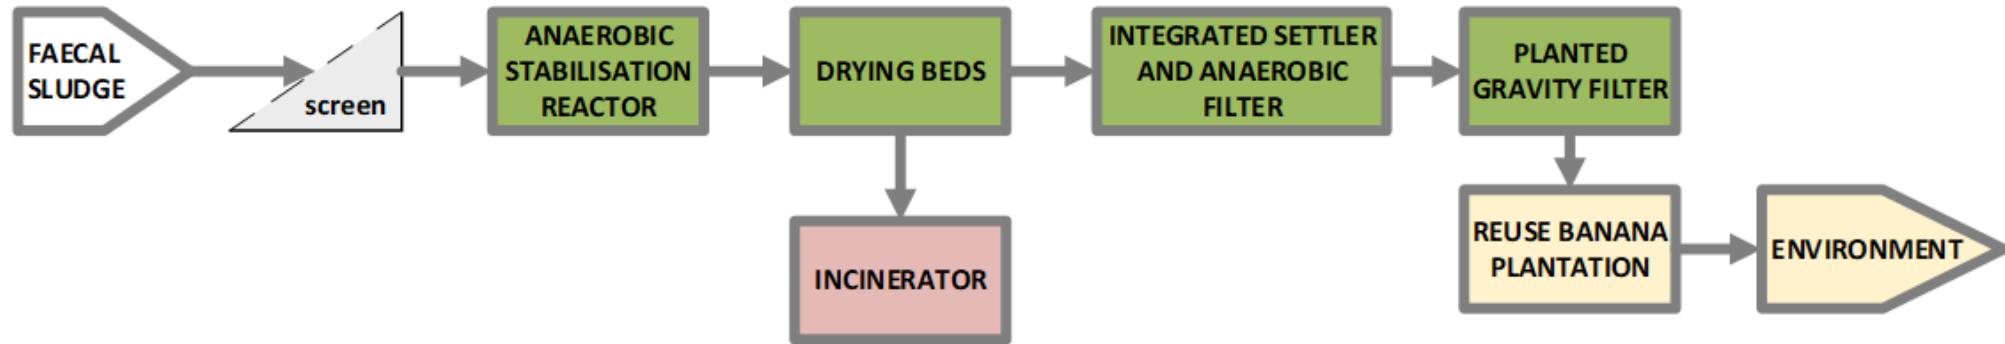 FAECAL
SLUDGE
screen
ANAEROBIC
STABILISATION
REACTOR
DRYING BEDS
INTEGRATED SETTLER
AND ANAEROBIC
FILTER
PLANTED
GRAVITY FILTER
INCINERATOR
REUSE BANANA
PLANTATION
ENVIRONMENT